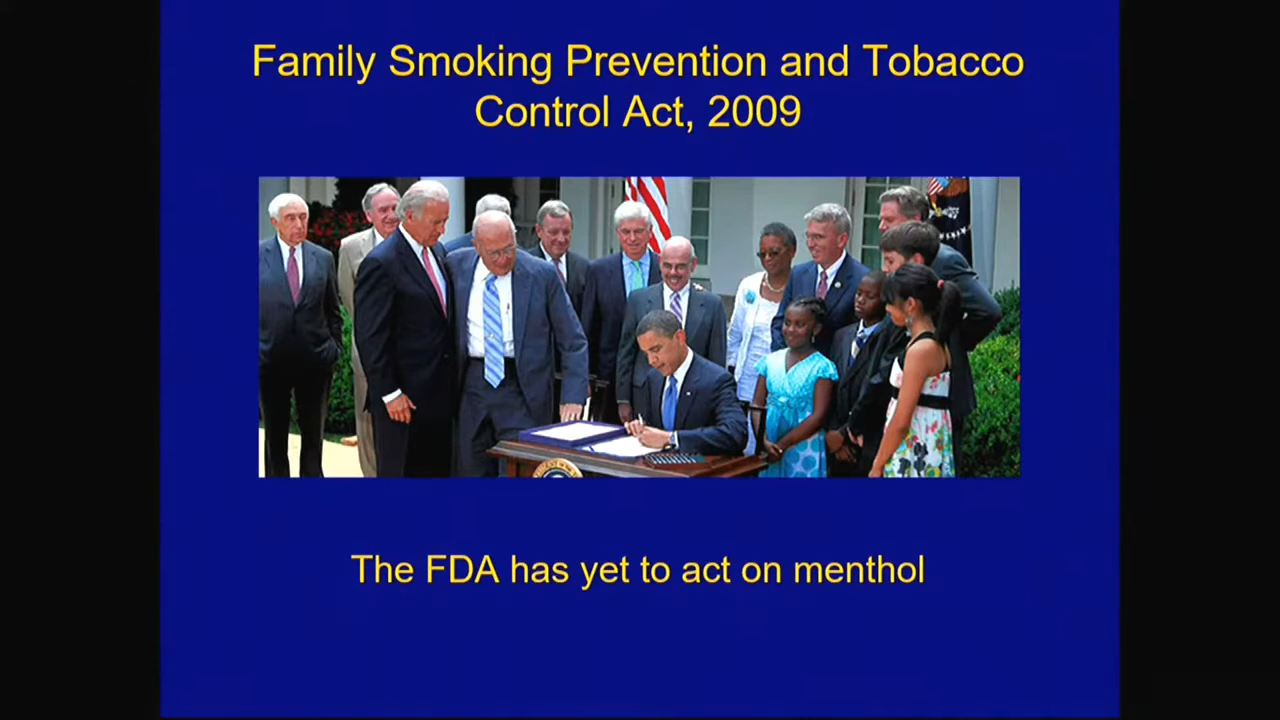 Family Smoking Prevention and Tobacco
Control Act, 2009
The FDA has yet to act on menthol